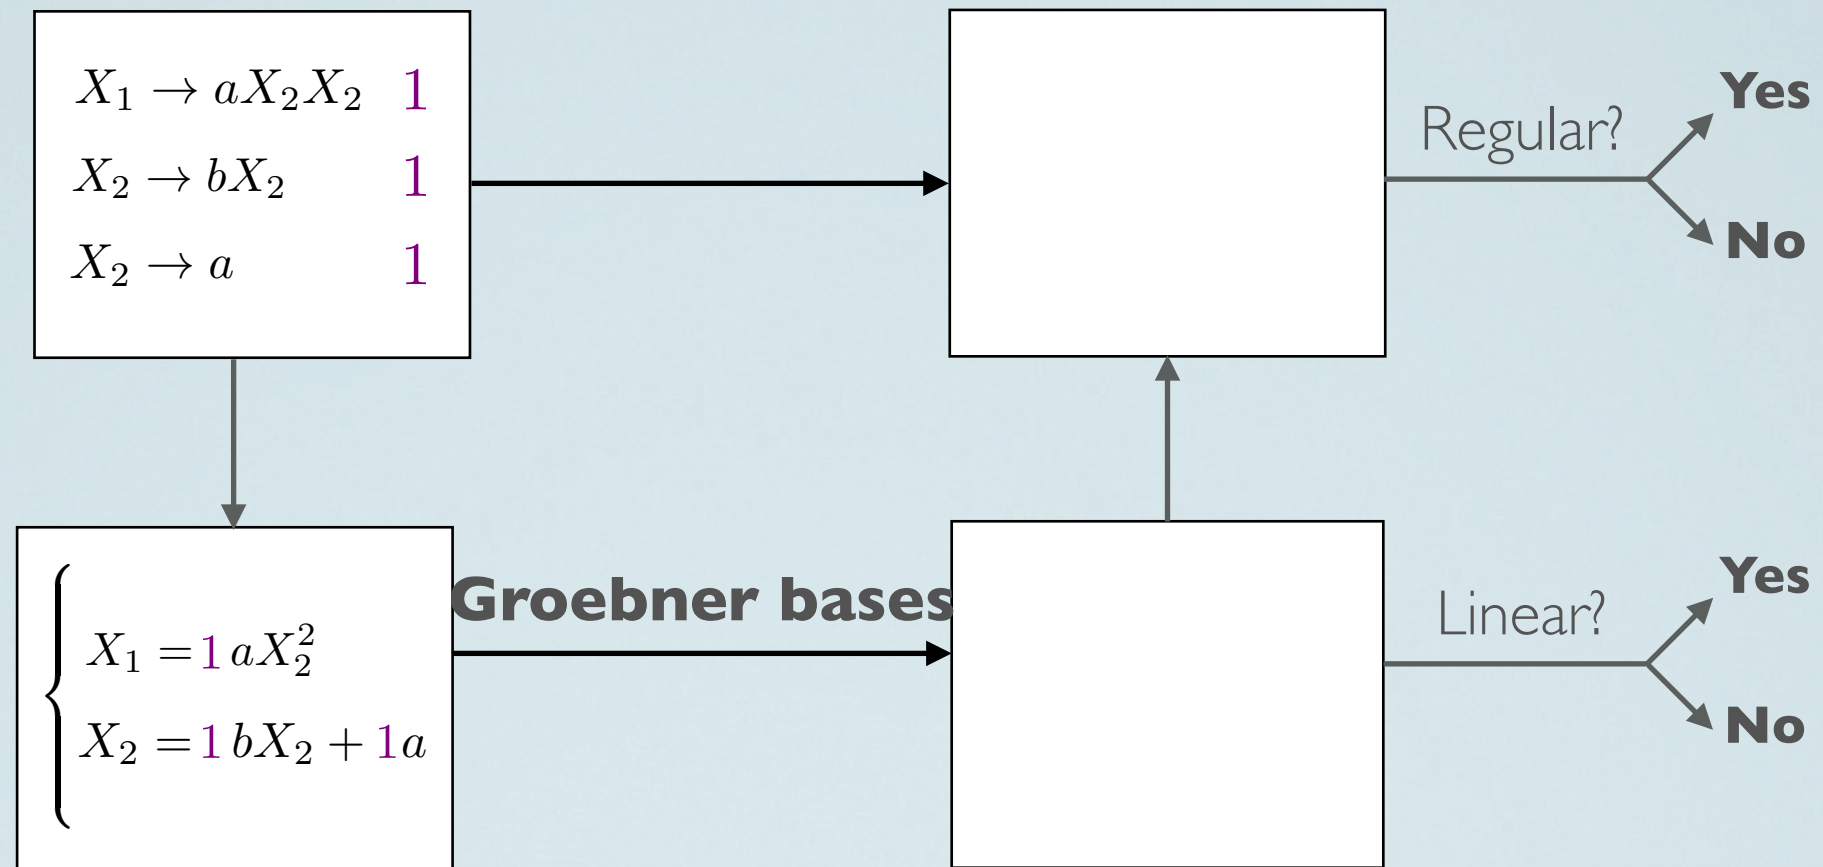 X₁ → aX₂X₂ 1
X₂ → bX₂ 1
X₂ → a 1
Regular?
Yes
No
X₁ = 1 aX₂²
X₂ = 1 bX₂ + 1a
Groebner bases
Linear?
Yes
No